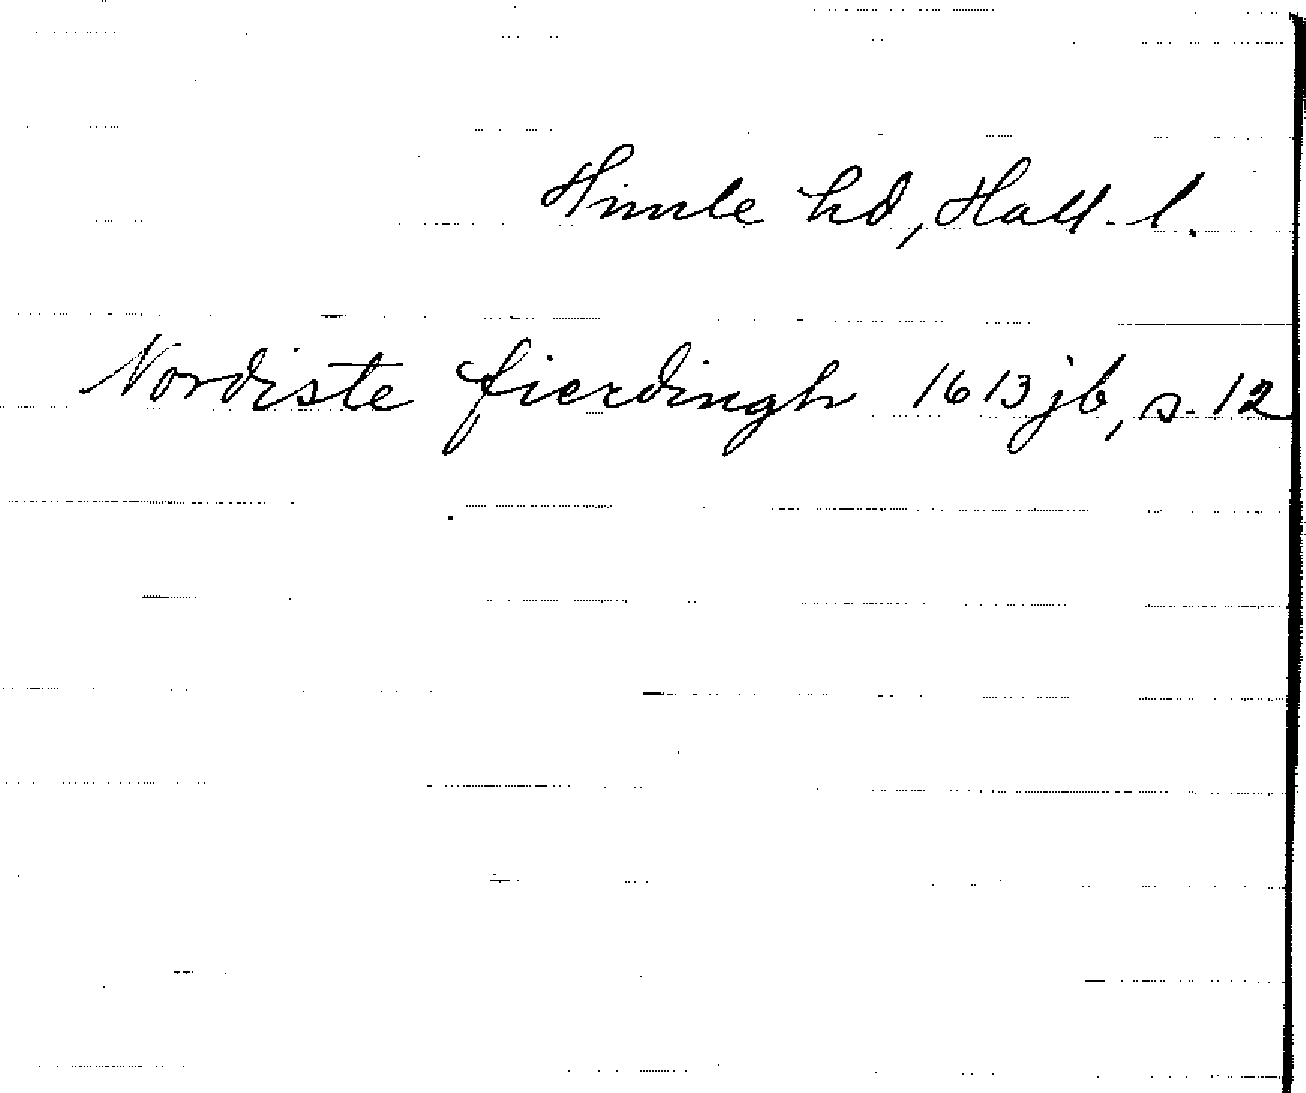 Himle hd, Hall. l.
Nordiste fierdingh 1613 jb, s. 12